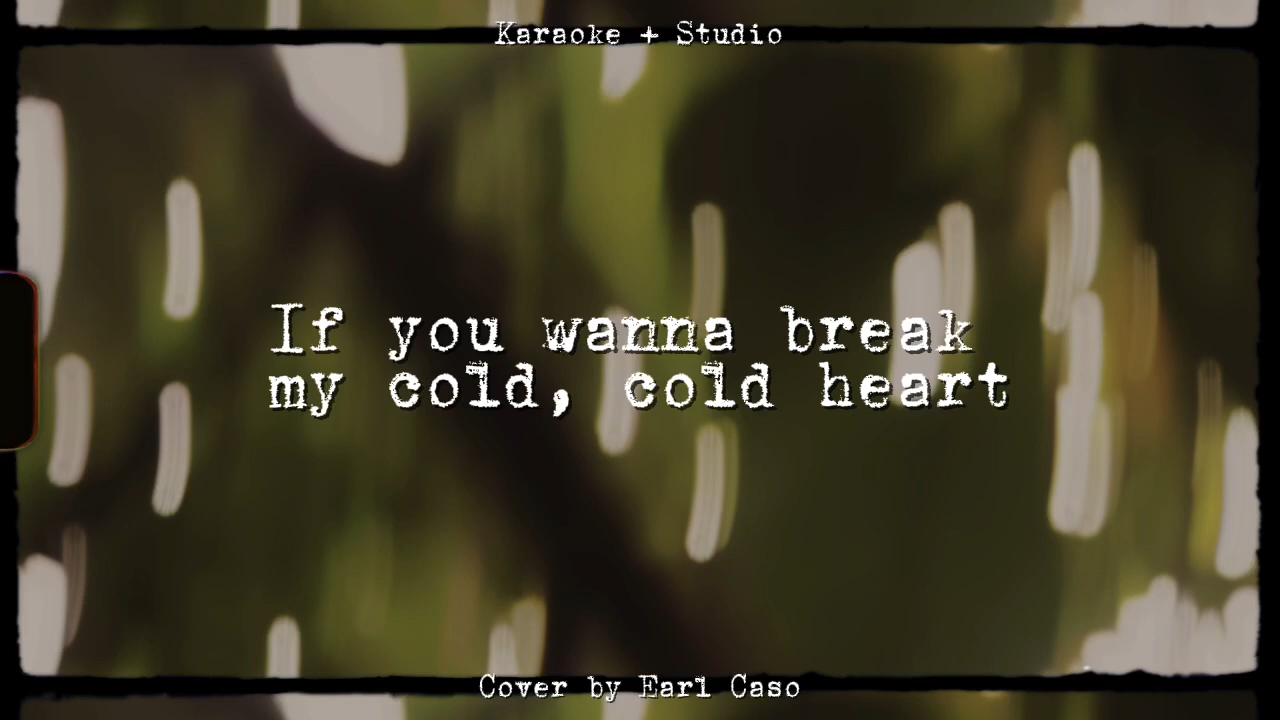 Karaoke + Studio
If you wanna break
my cold, cold heart
Cover by Earl Caso